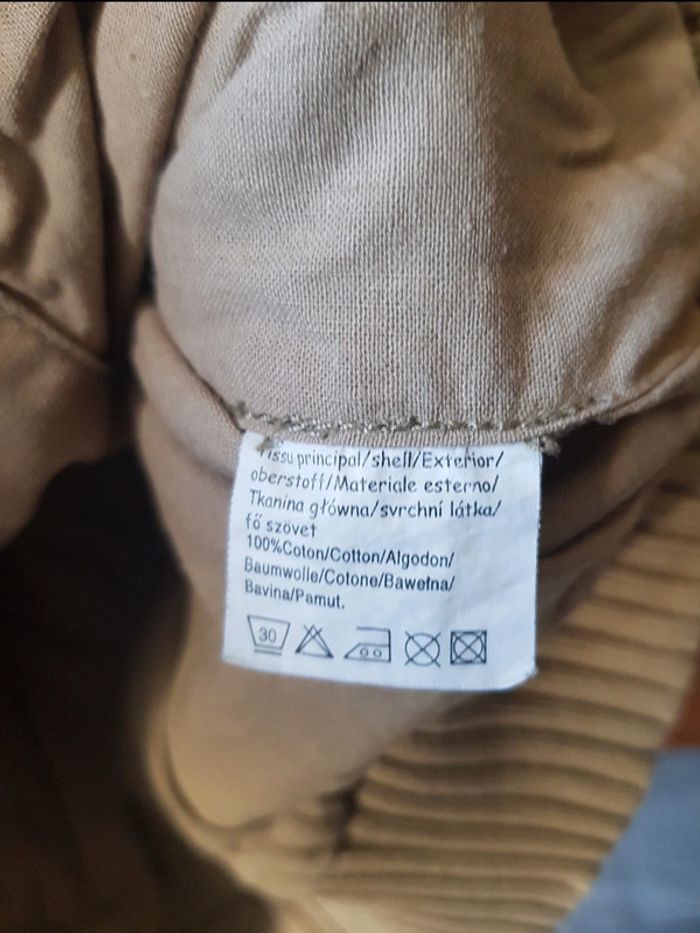 Tissu principal/shell/Exterior/
oberstoff/Materiale esterno/
Tkanina główna/svrchní látka/
fő szövet
100%Coton/Cotton/Algodon/
Baumwolle/Cotone/Bawełna/
Bavina/Pamut.
30